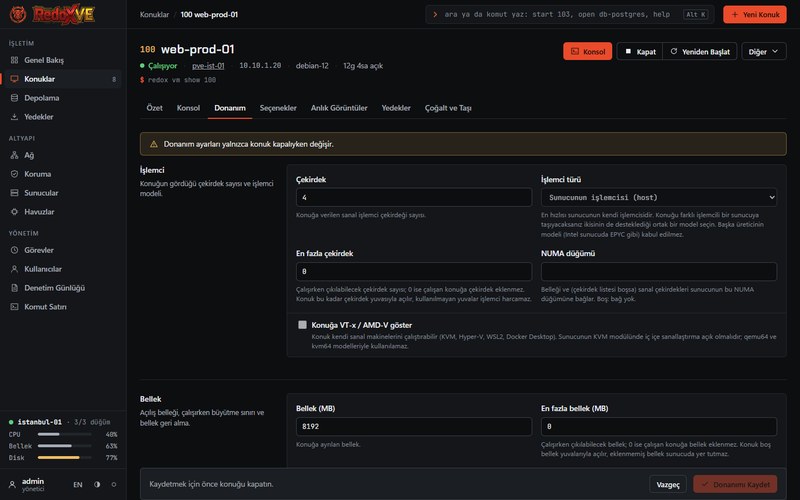 RedoxVE
Konuklar / 100 web-prod-01
ara ya da komut yaz: start 103, open db-postgres, help
Alt K
+ Yeni Konuk
İŞLETİM
Genel Bakış
Konuklar 8
Depolama
Yedekler
ALTYAPI
Ağ
Koruma
Sunucular
Havuzlar
YÖNETİM
Görevler
Kullanıcılar
Denetim Günlüğü
Komut Satırı
istanbul-01 · 3/3 düğüm
CPU 40%
Bellek 63%
Disk 77%
admin
yönetici
EN
100 web-prod-01
Çalışıyor · pve-ist-01 · 10.10.1.20 · debian-12 · 12g 4sa açık
$ redox vm show 100
Konsol
Kapat
Yeniden Başlat
Diğer
Özet
Konsol
Donanım
Seçenekler
Anlık Görüntüler
Yedekler
Çoğalt ve Taşı
Donanım ayarları yalnızca konuk kapalıyken değişir.
İşlemci
Konuğun gördüğü çekirdek sayısı ve işlemci
modeli.
Çekirdek
4
Konuğa verilen sanal işlemci çekirdeği sayısı.
İşlemci türü
Sunucunun işlemcisi (host)
En hızlısı sunucunun kendi işlemcisidir. Konuğu farklı işlemcili bir sunucuya
taşıyacaksanız ikisinin de desteklediği ortak bir model seçin. Başka üreticinin
modeli (Intel sunucuda EPYC gibi) kabul edilmez.
En fazla çekirdek
0
Çalışırken çıkılabilecek çekirdek sayısı; 0 ise çalışan konuğa çekirdek eklenmez.
Konuk bu kadar çekirdek yuvasıyla açılır, kullanılmayan yuvalar işlemci harcamaz.
NUMA düğümü
Belleği ve (çekirdek listesi boşsa) sanal çekirdekleri sunucunun bu NUMA
düğümüne bağlar. Boş: bağ yok.
Konuğa VT-x / AMD-V göster
Konuk kendi sanal makinelerini çalıştırabilir (KVM, Hyper-V, WSL2, Docker Desktop). Sunucunun KVM modülünde iç içe sanallaştırma açık olmalıdır; qemu64 ve
kvm64 modelleriyle kullanılamaz.
Bellek
Açılış belleği, çalışırken büyütme sınırı ve
bellek geri alma.
Bellek (MB)
8192
Konuğa ayrılan bellek.
En fazla bellek (MB)
0
Çalışırken çıkılabilecek bellek; 0 ise çalışan konuğa bellek eklenmez. Konuk boş
bellek yuvalarıyla açılır, eklenmemiş bellek sunucuda yer tutmaz.
Kaydetmek için önce konuğu kapatın.
Vazgeç
Donanımı Kaydet